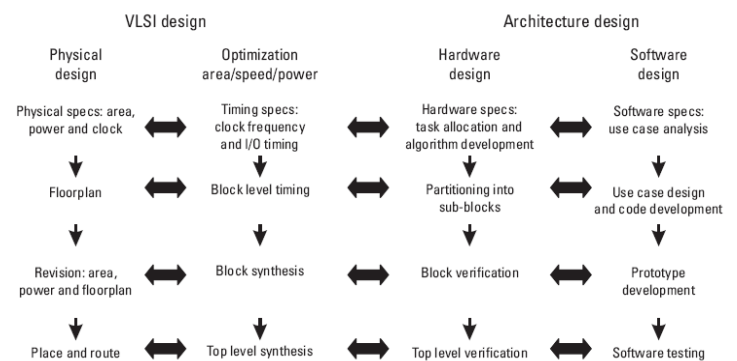 VLSI design
Architecture design
Physical
design
Optimization
area/speed/power
Hardware
design
Software
design
Physical specs: area,
power and clock
Timing specs:
clock frequency
and I/O timing
Hardware specs:
task allocation and
algorithm development
Software specs:
use case analysis
Floorplan
Block level timing
Partitioning into
sub-blocks
Use case design
and code development
Revision: area,
power and floorplan
Block synthesis
Block verification
Prototype
development
Place and route
Top level synthesis
Top level verification
Software testing